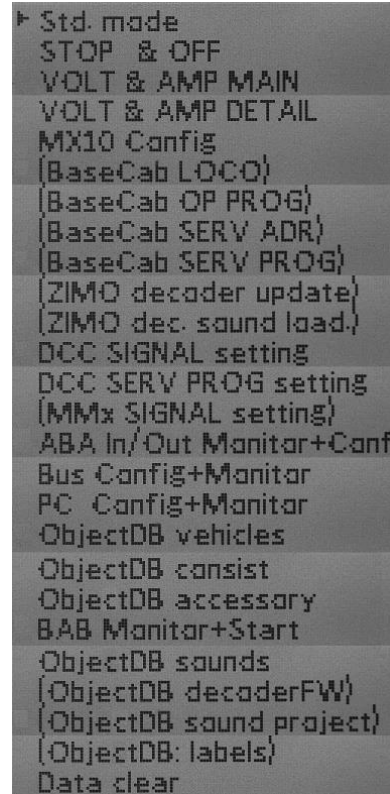 Std. mode
STOP & OFF
VOLT & AMP MAIN
VOLT & AMP DETAIL
MX10 Config
(BaseCab LOCO)
(BaseCab OP PROG)
(BaseCab SERV ADR)
(BaseCab SERV PROG)
(ZIMO decoder update)
(ZIMO dec. sound load.)
DCC SIGNAL setting
DCC SERV PROG setting
(MMx SIGNAL setting)
ABA In/Out Monitor+Conf
Bus Config+Monitor
PC Config+Monitor
ObjectDB vehicles
ObjectDB consist
ObjectDB accessory
BAB Monitor+Start
ObjectDB sounds
(ObjectDB decoderFW)
(ObjectDB sound project)
(ObjectDB: labels)
Data clear